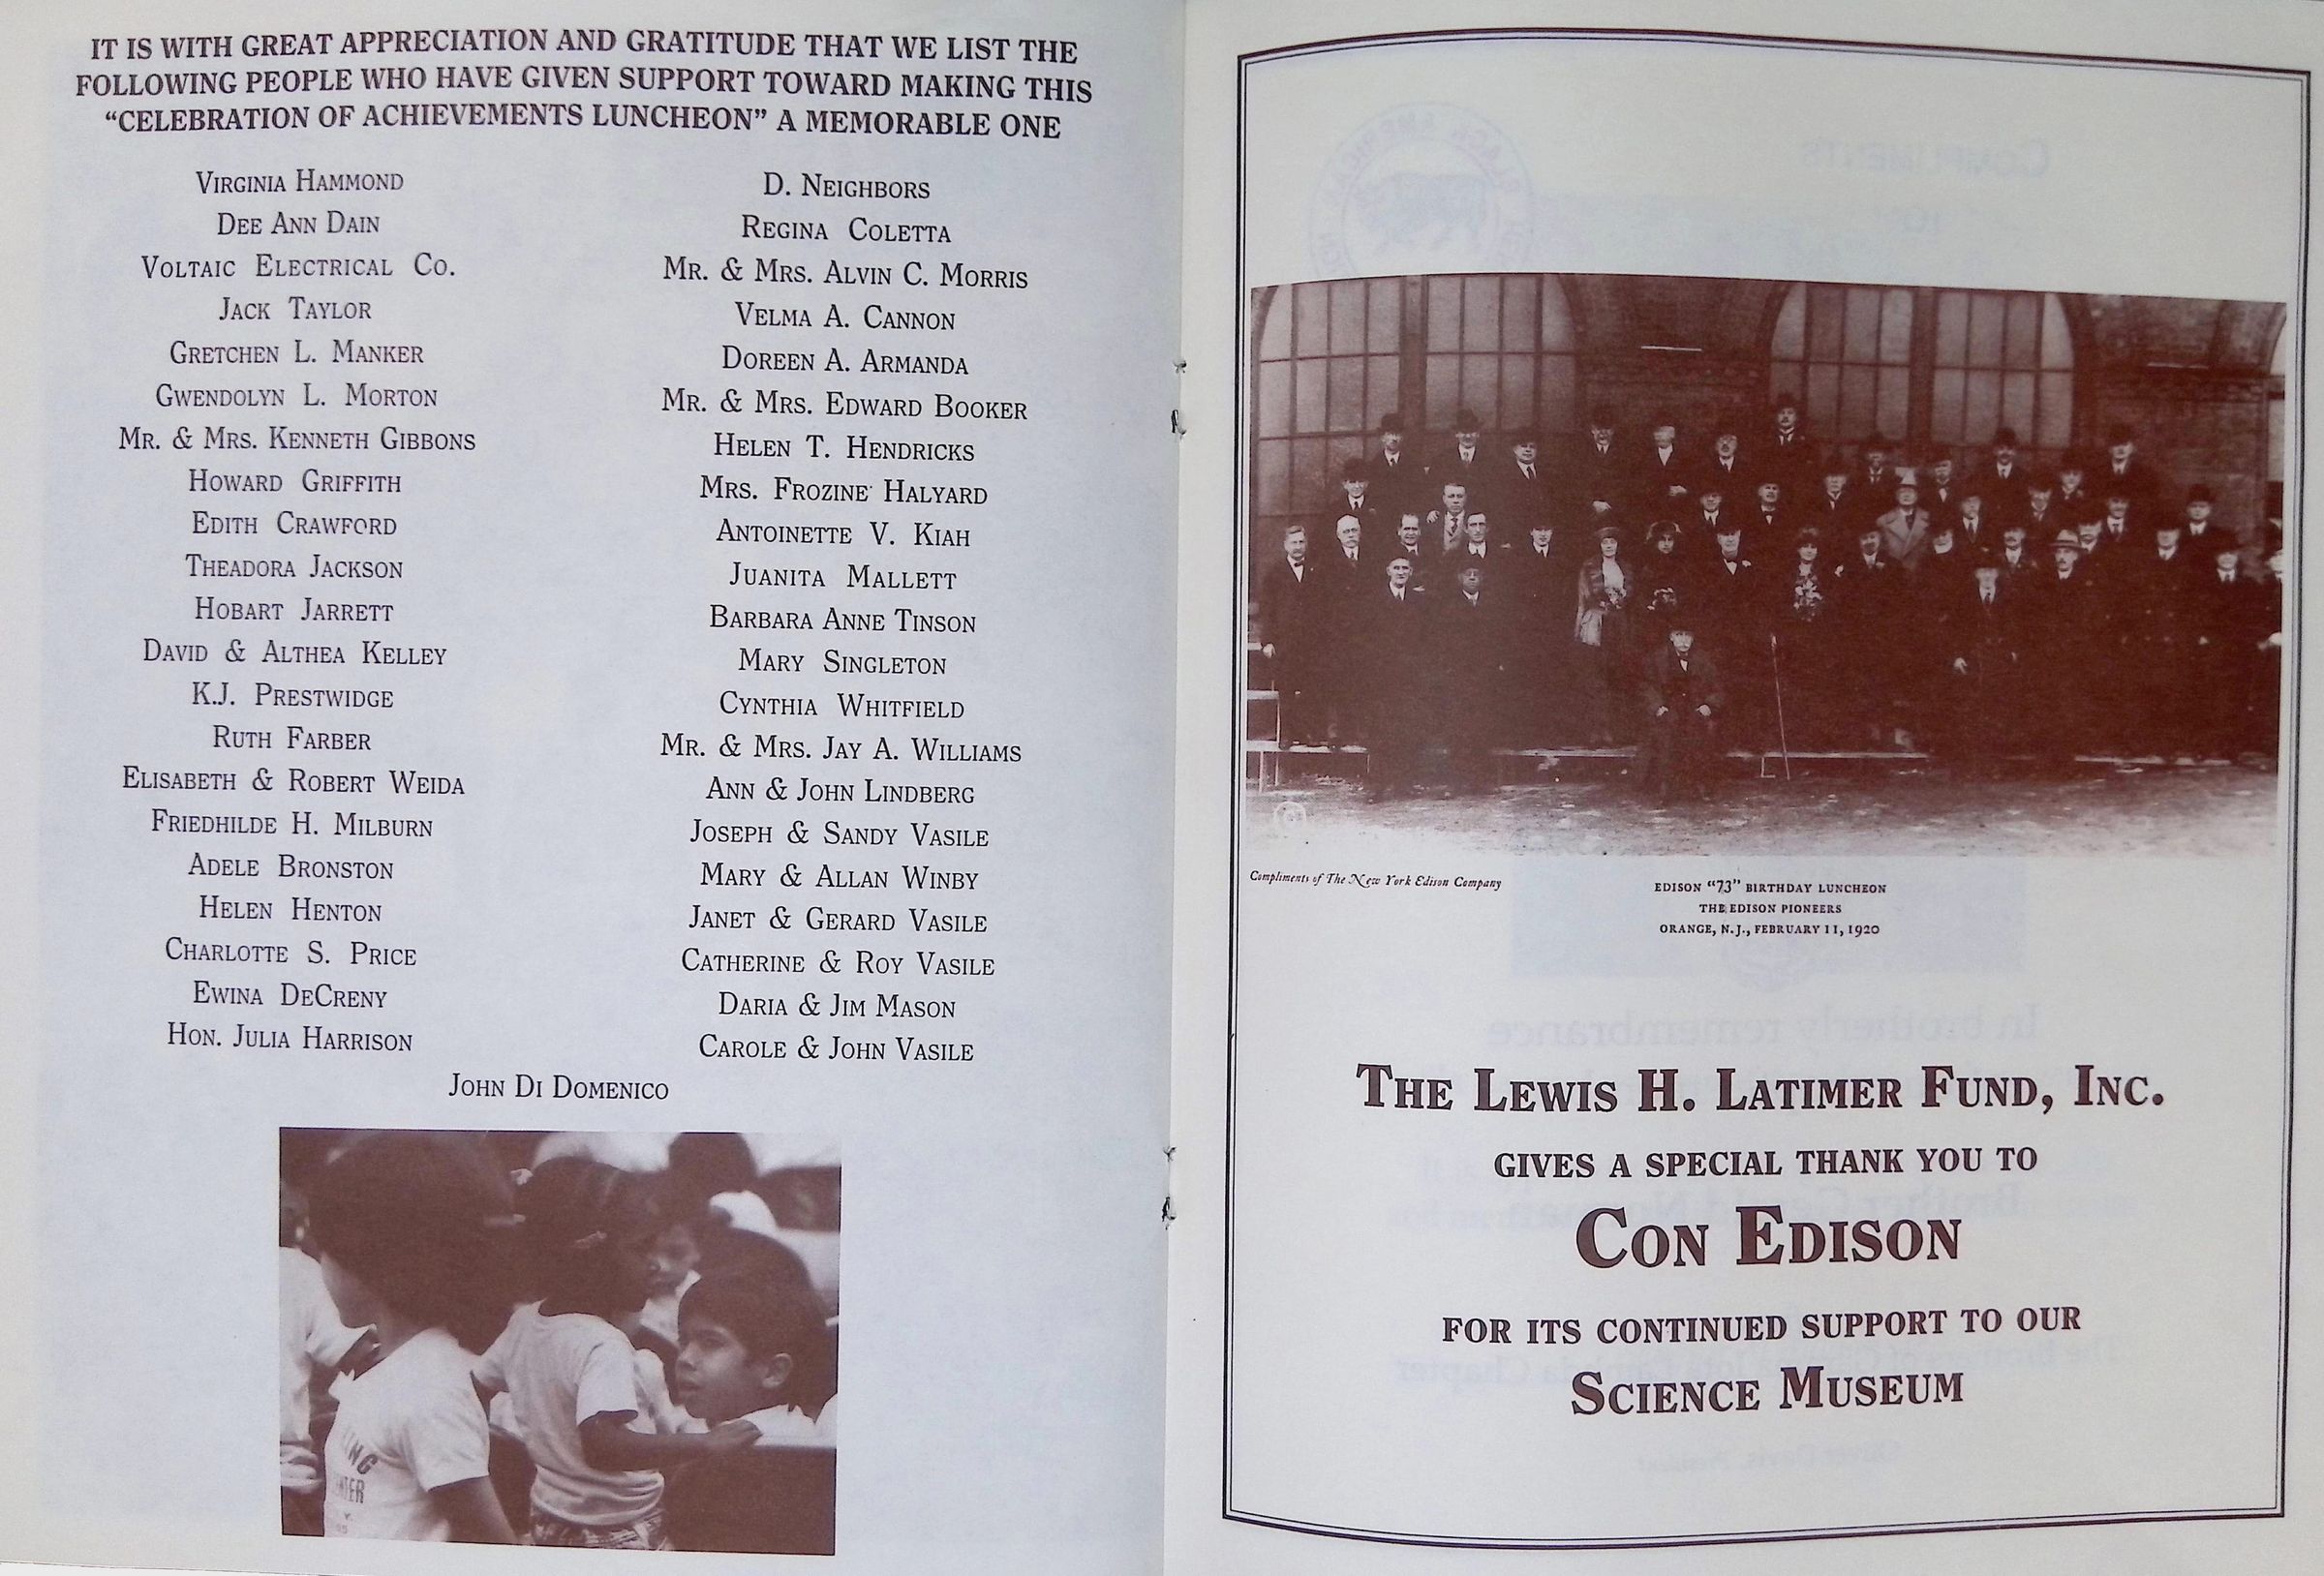 IT IS WITH GREAT APPRECIATION AND GRATITUDE THAT WE LIST THE
FOLLOWING PEOPLE WHO HAVE GIVEN SUPPORT TOWARD MAKING THIS
“CELEBRATION OF ACHIEVEMENTS LUNCHEON” A MEMORABLE ONE
VIRGINIA HAMMOND
DEE ANN DAIN
VOLTAIC ELECTRICAL CO.
JACK TAYLOR
GRETCHEN L. MANKER
GWENDOLYN L. MORTON
MR. & MRS. KENNETH GIBBONS
HOWARD GRIFFITH
EDITH CRAWFORD
THEADORA JACKSON
HOBART JARRETT
DAVID & ALTHEA KELLEY
K.J. PRESTWIDGE
RUTH FARBER
ELISABETH & ROBERT WEIDA
FRIEDHILDE H. MILBURN
ADELE BRONSTON
HELEN HENTON
CHARLOTTE S. PRICE
EWINA DECRENY
HON. JULIA HARRISON
D. NEIGHBORS
REGINA COLETTA
MR. & MRS. ALVIN C. MORRIS
VELMA A. CANNON
DOREEN A. ARMANDA
MR. & MRS. EDWARD BOOKER
HELEN T. HENDRICKS
MRS. FROZINE HALYARD
ANTOINETTE V. KIAH
JUANITA MALLETT
BARBARA ANNE TINSON
MARY SINGLETON
CYNTHIA WHITFIELD
MR. & MRS. JAY A. WILLIAMS
ANN & JOHN LINDBERG
JOSEPH & SANDY VASILE
MARY & ALLAN WINBY
JANET & GERARD VASILE
CATHERINE & ROY VASILE
DARIA & JIM MASON
CAROLE & JOHN VASILE
JOHN DI DOMENICO
Compliments of The New York Edison Company
EDISON “73” BIRTHDAY LUNCHEON
THE EDISON PIONEERS
ORANGE, N.J., FEBRUARY 11, 1920
THE LEWIS H. LATIMER FUND, INC.
GIVES A SPECIAL THANK YOU TO
CON EDISON
FOR ITS CONTINUED SUPPORT TO OUR
SCIENCE MUSEUM